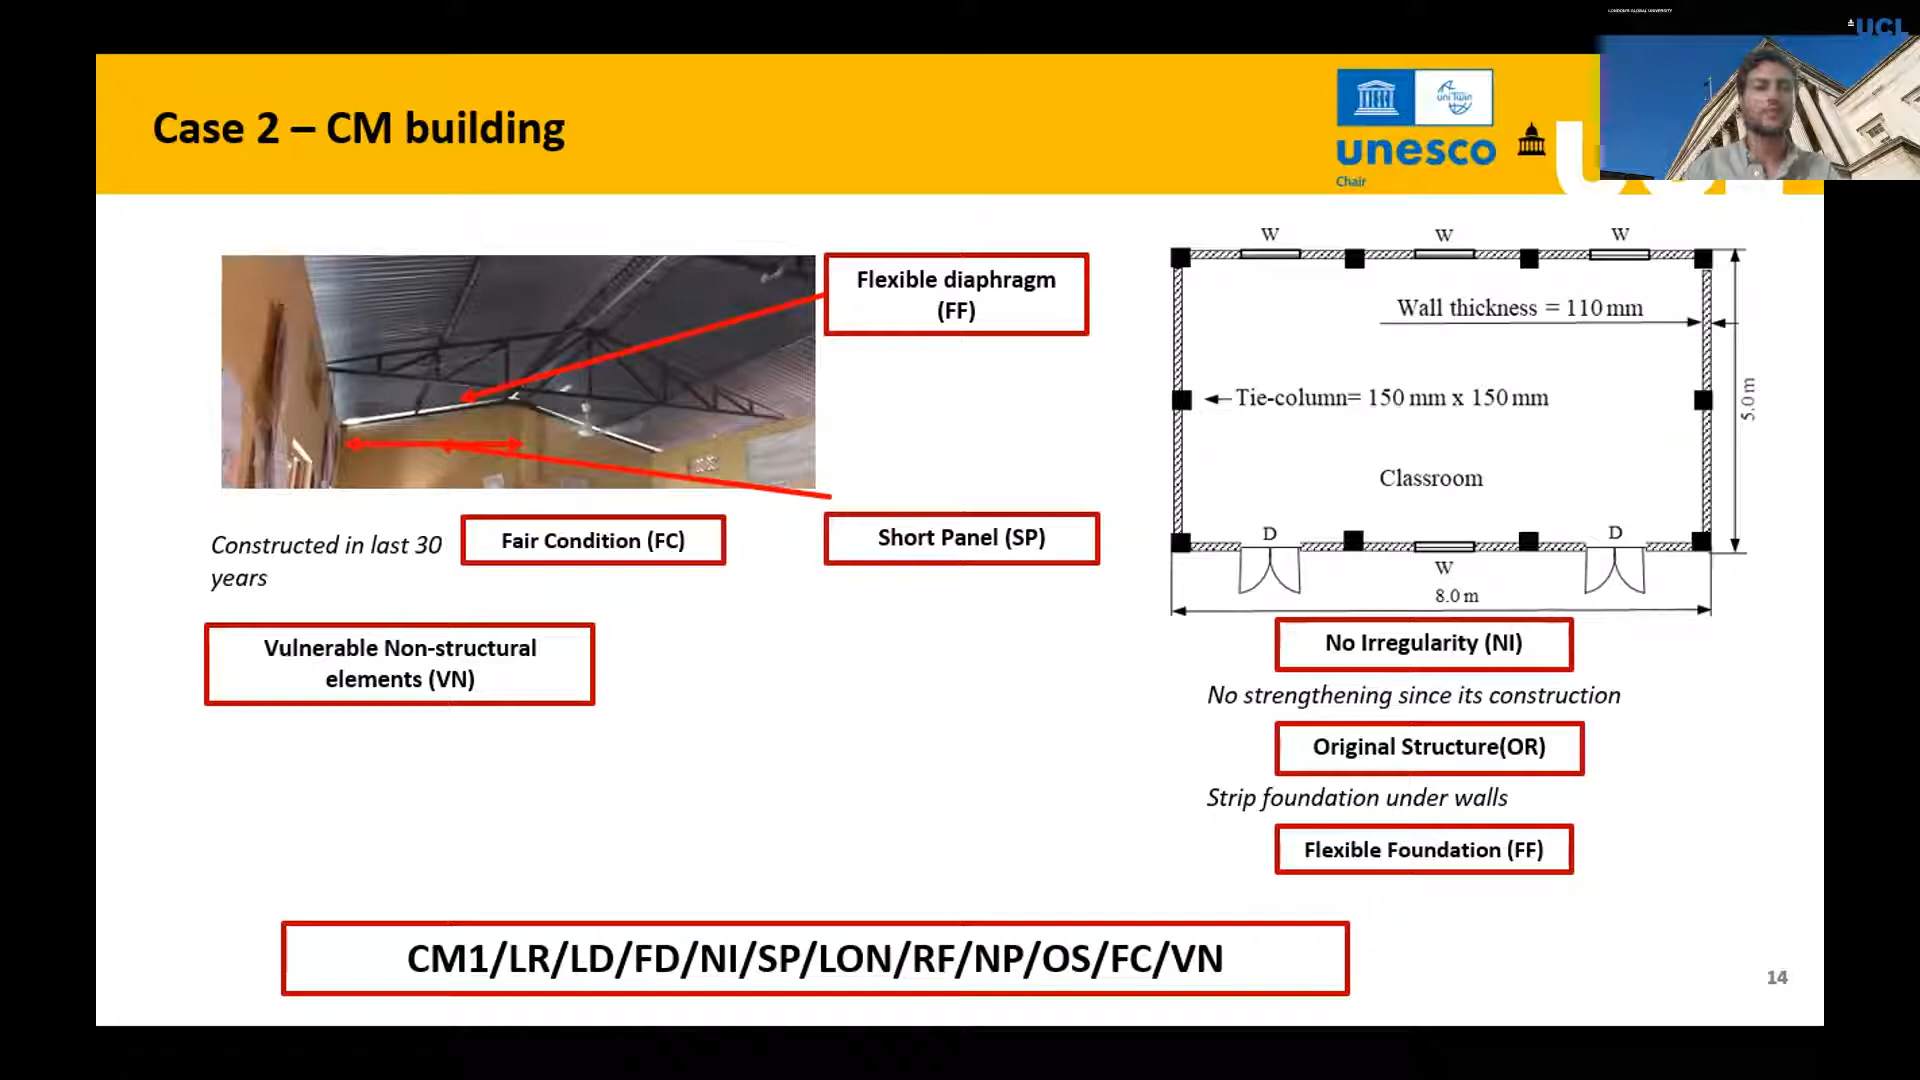 LONDON'S GLOBAL UNIVERSITY
UCL
Case 2 – CM building
uni Twin
unesco
Chair
Flexible diaphragm
(FF)
Constructed in last 30
years
Fair Condition (FC)
Short Panel (SP)
Vulnerable Non-structural
elements (VN)
W
W
W
Wall thickness = 110 mm
5.0 m
Tie-column= 150 mm x 150 mm
Classroom
D
D
W
8.0 m
No Irregularity (NI)
No strengthening since its construction
Original Structure(OR)
Strip foundation under walls
Flexible Foundation (FF)
CM1/LR/LD/FD/NI/SP/LON/RF/NP/OS/FC/VN
14